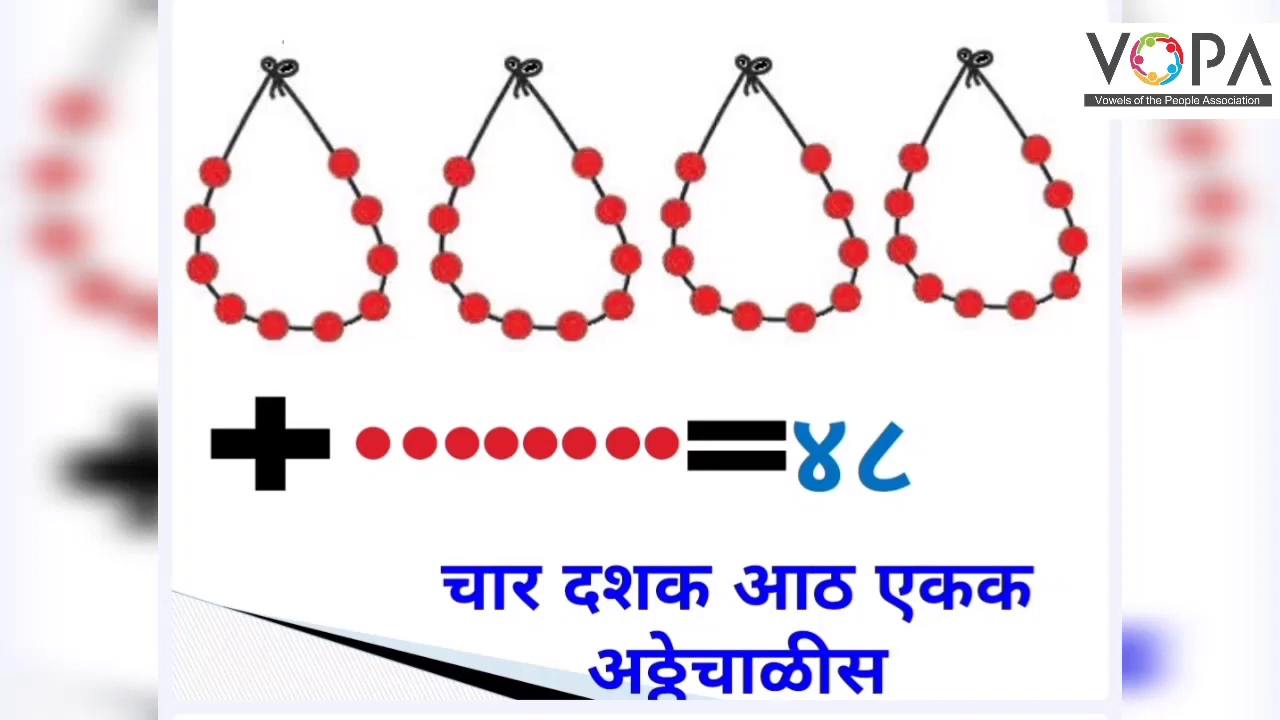 VOPA
Vowels of the People Association
+ = ४८
चार दशक आठ एकक
अठ्ठेचाळीस